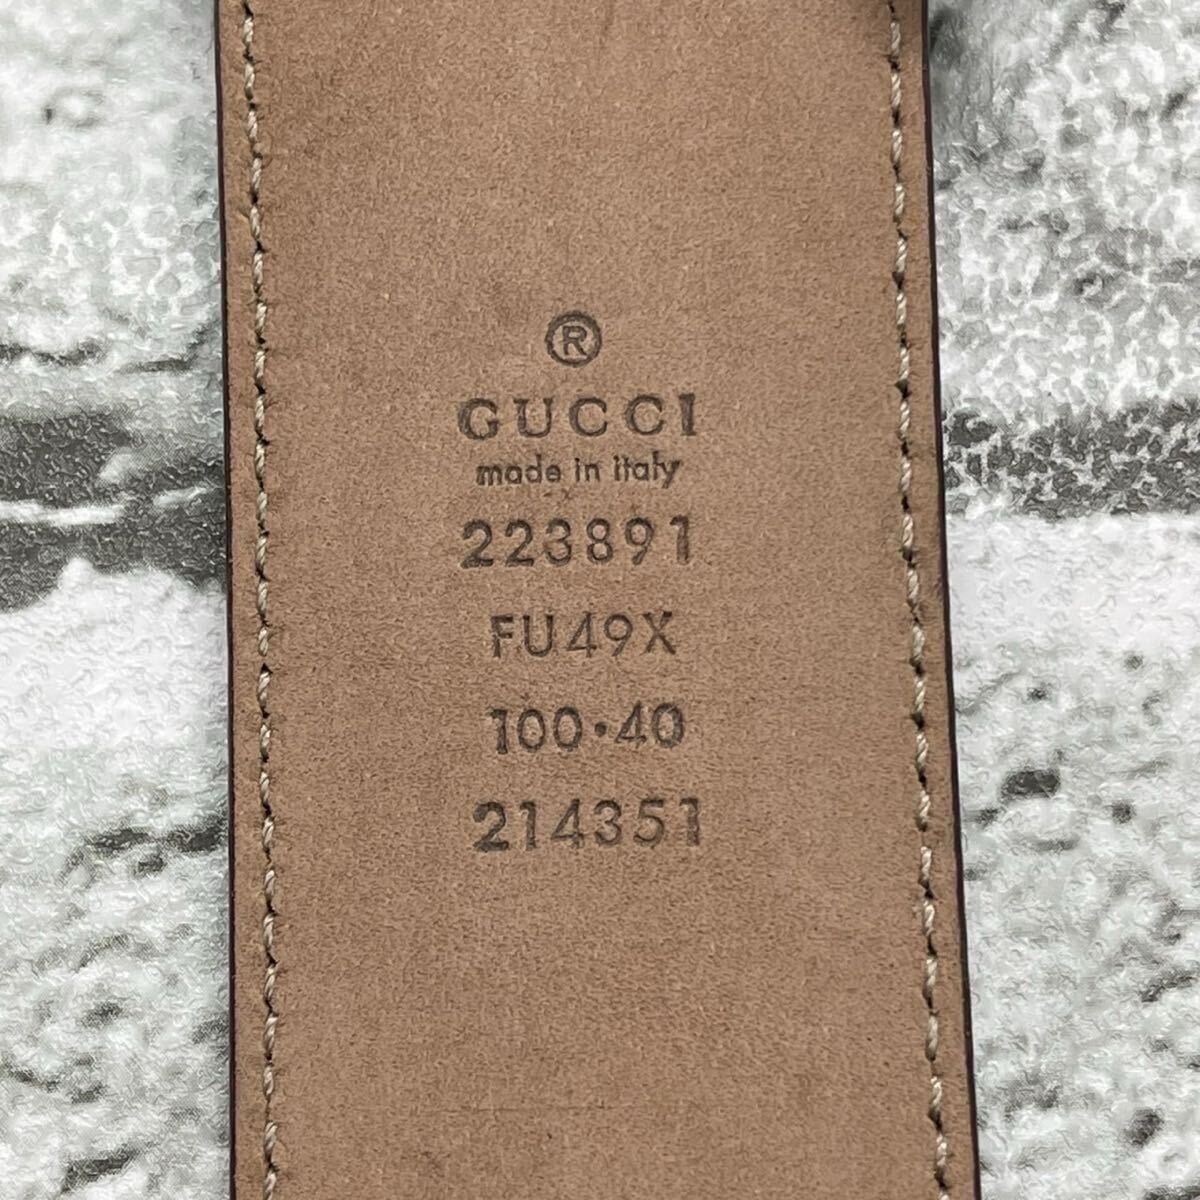 ®
GUCCI
made in italy
223891
FU49X
100·40
214351